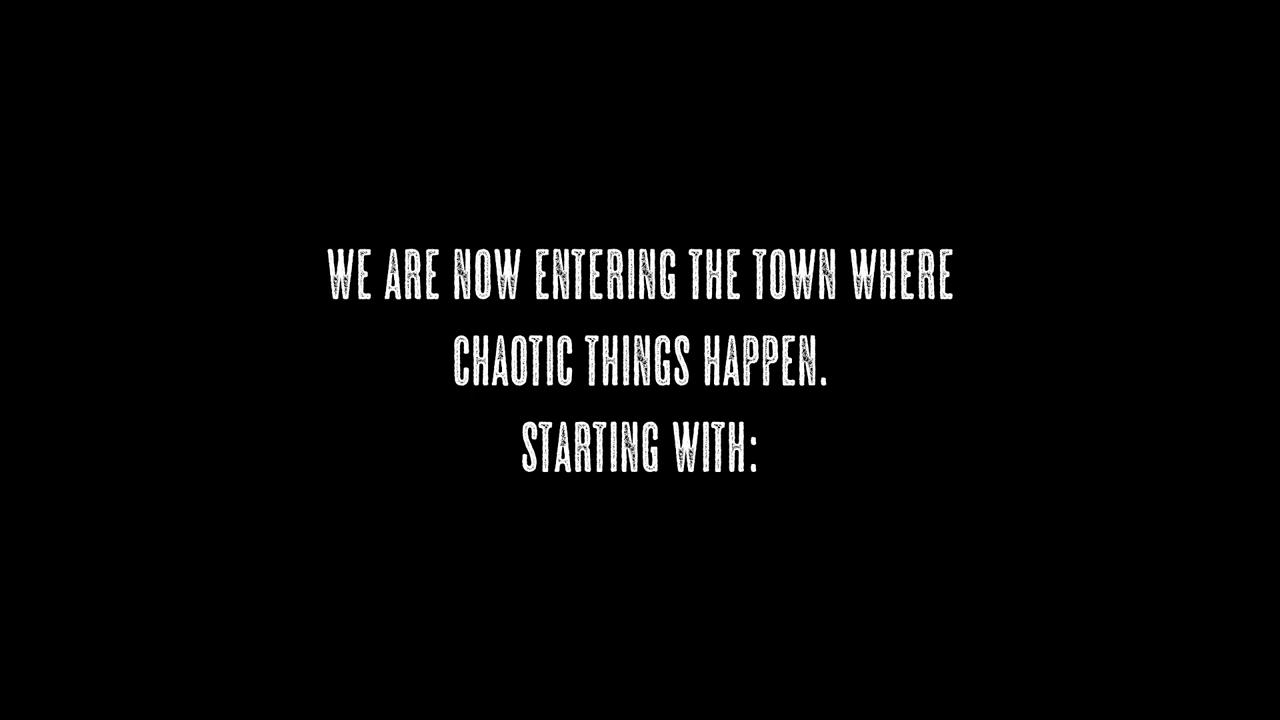 WE ARE NOW ENTERING THE TOWN WHERE
CHAOTIC THINGS HAPPEN.
STARTING WITH: